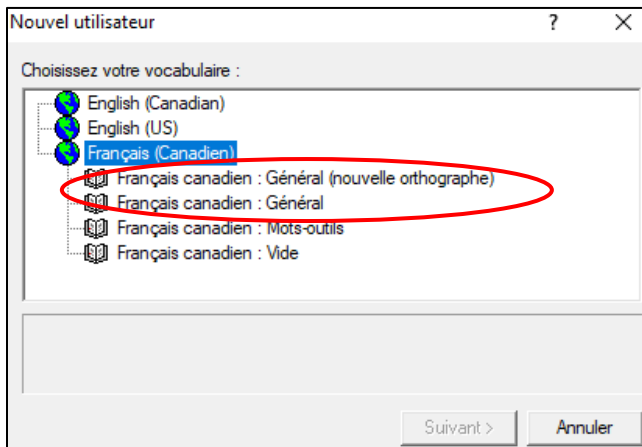 Nouvel utilisateur ? ×
Choisissez votre vocabulaire :
English (Canadian)
English (US)
Français (Canadien)
Français canadien : Général (nouvelle orthographe)
Français canadien : Général
Français canadien : Mots-outils
Français canadien : Vide
Suivant > Annuler